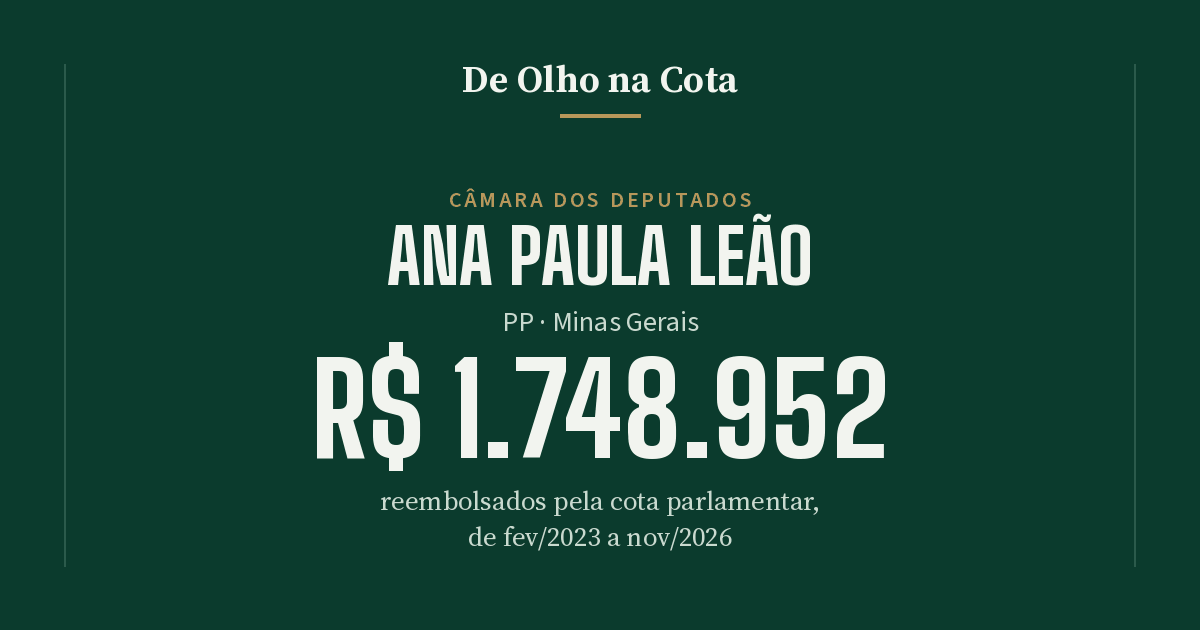 De Olho na Cota
CÂMARA DOS DEPUTADOS
ANA PAULA LEÃO
PP · Minas Gerais
R$ 1.748.952
reembolsados pela cota parlamentar,
de fev/2023 a nov/2026